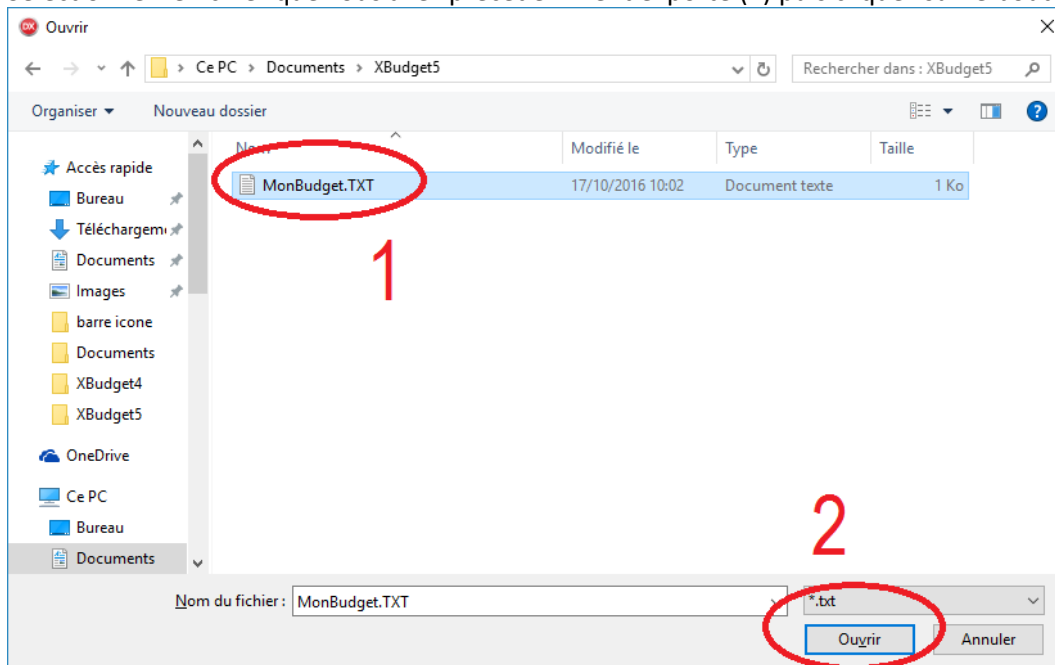 Ouvrir
Ce PC > Documents > XBudget5
Rechercher dans : XBudget5
Organiser
Nouveau dossier
Modifié le
Type
Taille
Accès rapide
MonBudget.TXT
17/10/2016 10:02
Document texte
1 Ko
Bureau
1
Documents
Images
barre icone
Documents
XBudget4
XBudget5
OneDrive
Ce PC
2
Bureau
Documents
Nom du fichier :
MonBudget.TXT
*.txt
Ouvrir
Annuler